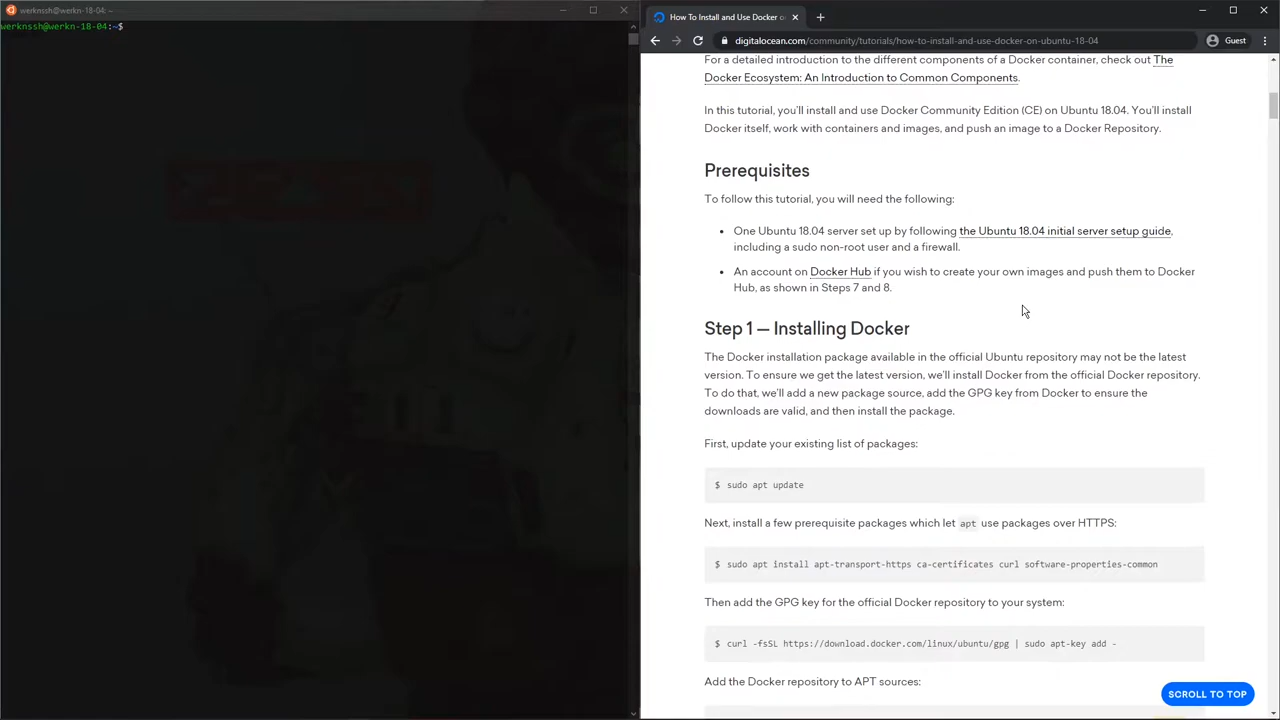 werknssh@werkn-18-04: ~
werknssh@werkn-18-04:~$
How To Install and Use Docker o
digitalocean.com/community/tutorials/how-to-install-and-use-docker-on-ubuntu-18-04
Guest
For a detailed introduction to the different components of a Docker container, check out The
Docker Ecosystem: An Introduction to Common Components.
In this tutorial, you'll install and use Docker Community Edition (CE) on Ubuntu 18.04. You'll install
Docker itself, work with containers and images, and push an image to a Docker Repository.
Prerequisites
To follow this tutorial, you will need the following:
• One Ubuntu 18.04 server set up by following the Ubuntu 18.04 initial server setup guide,
including a sudo non-root user and a firewall.
• An account on Docker Hub if you wish to create your own images and push them to Docker
Hub, as shown in Steps 7 and 8.
Step 1 — Installing Docker
The Docker installation package available in the official Ubuntu repository may not be the latest
version. To ensure we get the latest version, we'll install Docker from the official Docker repository.
To do that, we'll add a new package source, add the GPG key from Docker to ensure the
downloads are valid, and then install the package.
First, update your existing list of packages:
$ sudo apt update
Next, install a few prerequisite packages which let apt use packages over HTTPS:
$ sudo apt install apt-transport-https ca-certificates curl software-properties-common
Then add the GPG key for the official Docker repository to your system:
$ curl -fsSL https://download.docker.com/linux/ubuntu/gpg | sudo apt-key add -
Add the Docker repository to APT sources:
SCROLL TO TOP